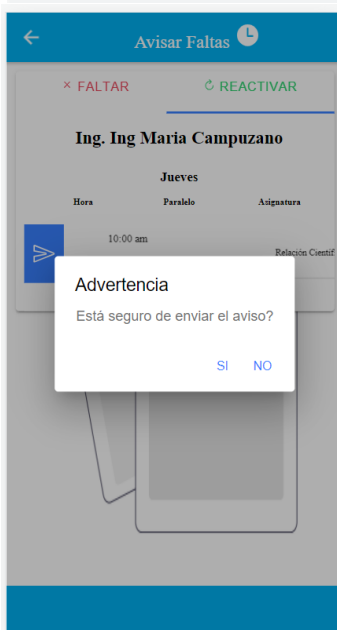 Avisar Faltas
× FALTAR
REACTIVAR
Ing. Ing Maria Campuzano
Jueves
Hora Paralelo Asignatura
10:00 am
Relación Científ
Advertencia
Está seguro de enviar el aviso?
SI NO